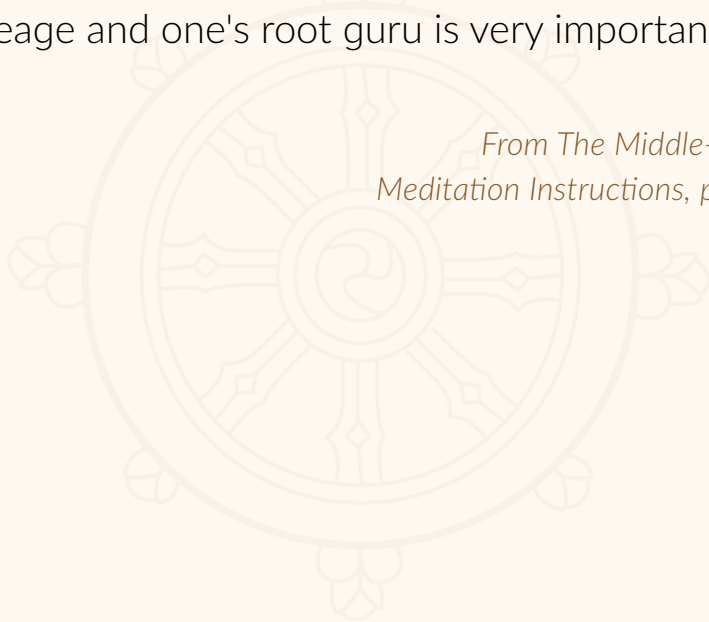 eage and one's root guru is very importan
From The Middle-
Meditation Instructions, p